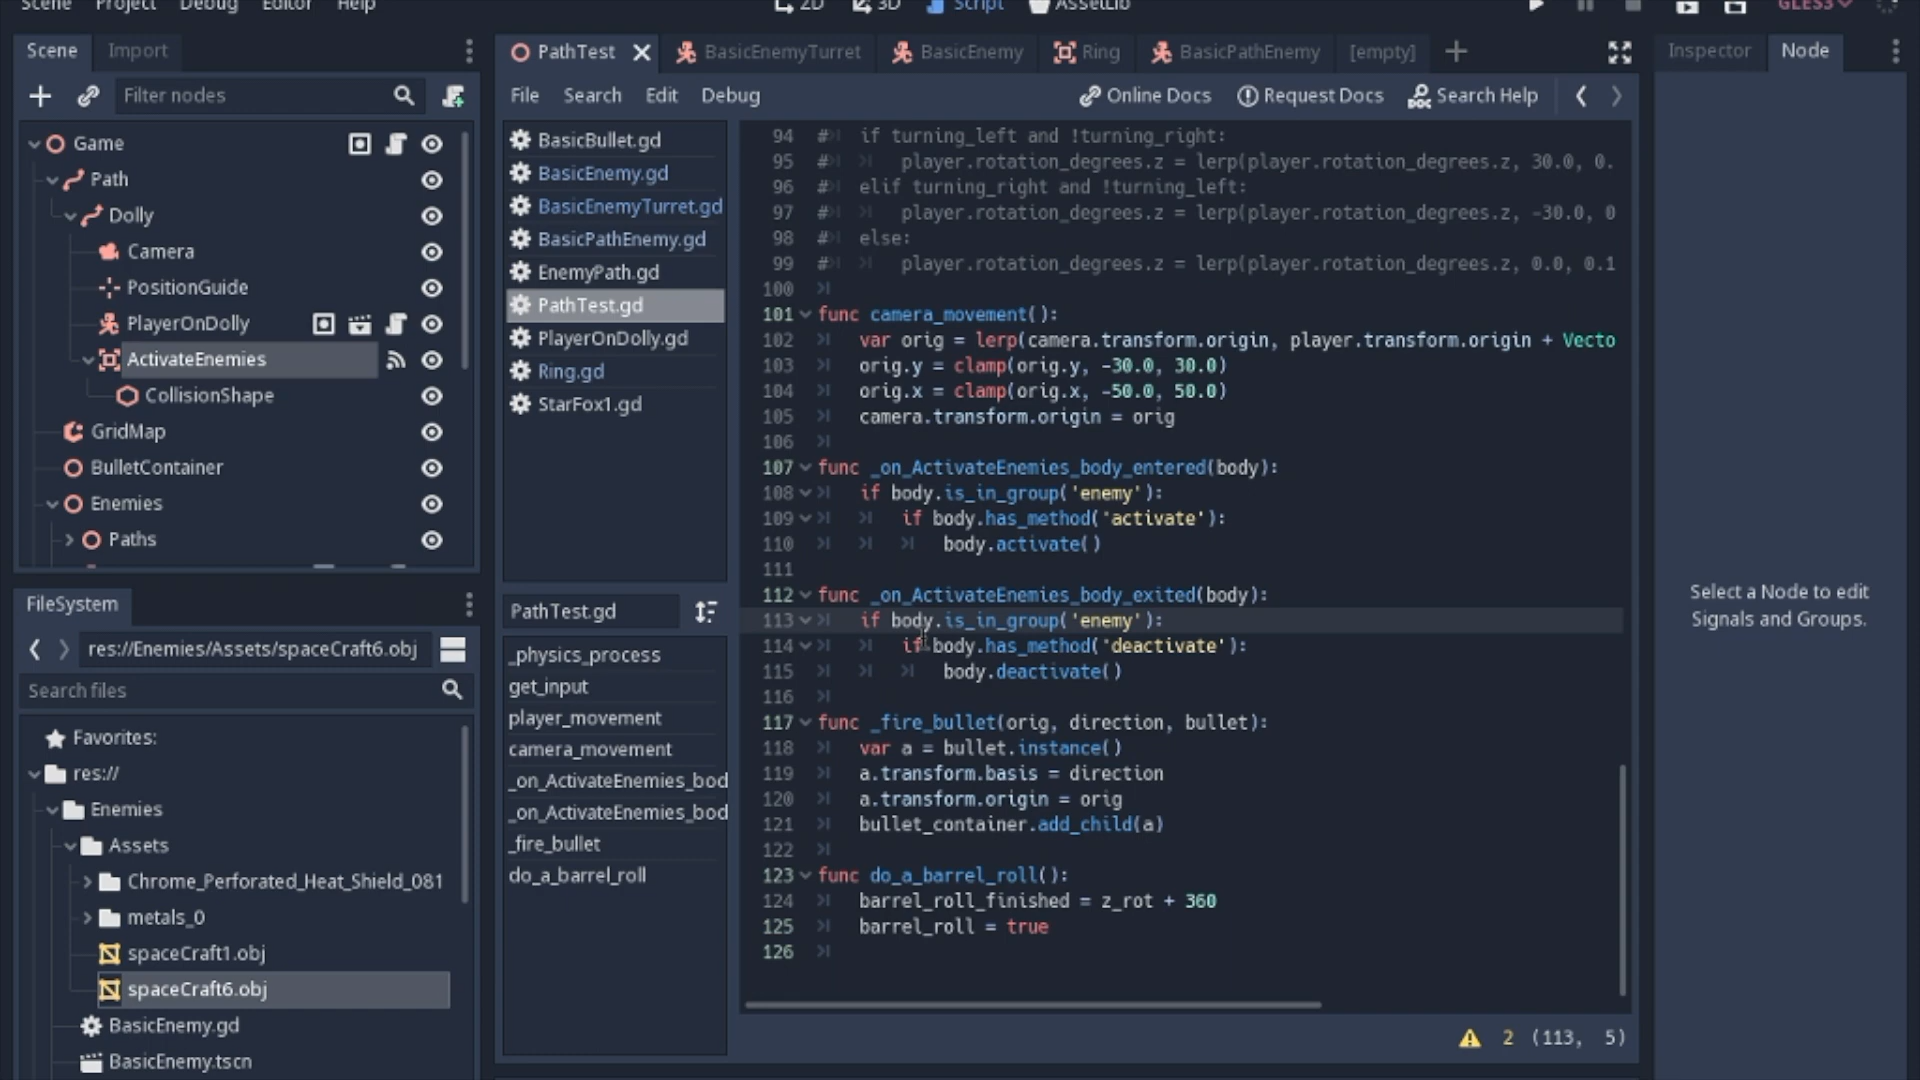 Scene Project Debug Editor Help
2D 3D Script AssetLib
GLES3
Scene Import
Filter nodes
Game
Path
Dolly
Camera
PositionGuide
PlayerOnDolly
ActivateEnemies
CollisionShape
GridMap
BulletContainer
Enemies
Paths
FileSystem
res://Enemies/Assets/spaceCraft6.obj
Search files
Favorites:
res://
Enemies
Assets
Chrome_Perforated_Heat_Shield_081
metals_0
spaceCraft1.obj
spaceCraft6.obj
BasicEnemy.gd
BasicEnemy.tscn
PathTest BasicEnemyTurret BasicEnemy Ring BasicPathEnemy [empty]
File Search Edit Debug
Online Docs Request Docs Search Help
BasicBullet.gd
BasicEnemy.gd
BasicEnemyTurret.gd
BasicPathEnemy.gd
EnemyPath.gd
PathTest.gd
PlayerOnDolly.gd
Ring.gd
StarFox1.gd
PathTest.gd
_physics_process
get_input
player_movement
camera_movement
_on_ActivateEnemies_bod
_on_ActivateEnemies_bod
_fire_bullet
do_a_barrel_roll
94 # if turning_left and !turning_right:
95 # player.rotation_degrees.z = lerp(player.rotation_degrees.z, 30.0, 0.
96 # elif turning_right and !turning_left:
97 # player.rotation_degrees.z = lerp(player.rotation_degrees.z, -30.0, 0
98 # else:
99 # player.rotation_degrees.z = lerp(player.rotation_degrees.z, 0.0, 0.1
100
101 func camera_movement():
102 var orig = lerp(camera.transform.origin, player.transform.origin + Vecto
103 orig.y = clamp(orig.y, -30.0, 30.0)
104 orig.x = clamp(orig.x, -50.0, 50.0)
105 camera.transform.origin = orig
106
107 func _on_ActivateEnemies_body_entered(body):
108 if body.is_in_group('enemy'):
109 if body.has_method('activate'):
110 body.activate()
111
112 func _on_ActivateEnemies_body_exited(body):
113 if body.is_in_group('enemy'):
114 if body.has_method('deactivate'):
115 body.deactivate()
116
117 func _fire_bullet(orig, direction, bullet):
118 var a = bullet.instance()
119 a.transform.basis = direction
120 a.transform.origin = orig
121 bullet_container.add_child(a)
122
123 func do_a_barrel_roll():
124 barrel_roll_finished = z_rot + 360
125 barrel_roll = true
126
2 (113, 5)
Inspector Node
Select a Node to edit
Signals and Groups.